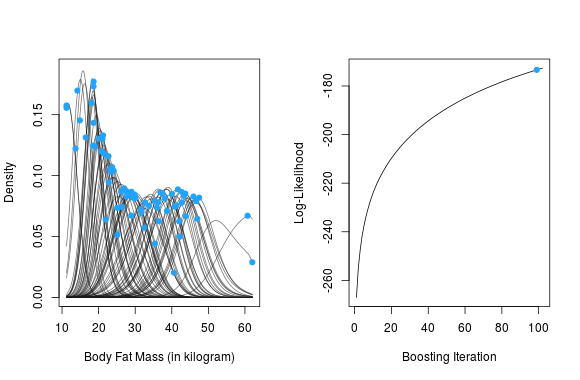 Density
0.15
0.10
0.05
0.00
10 20 30 40 50 60
Body Fat Mass (in kilogram)
Log-Likelihood
-180
-200
-220
-240
-260
0 20 40 60 80 100
Boosting Iteration